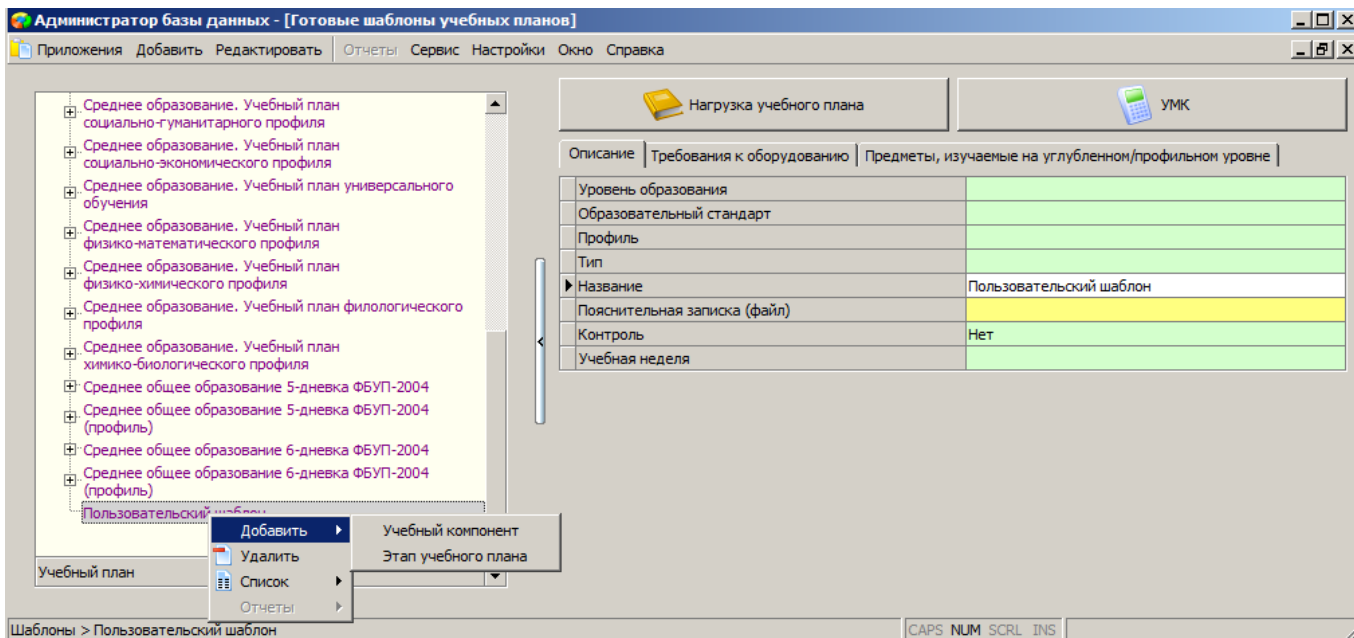 Администратор базы данных - [Готовые шаблоны учебных планов]
Приложения Добавить Редактировать Отчеты Сервис Настройки Окно Справка
Среднее образование. Учебный план
социально-гуманитарного профиля
Среднее образование. Учебный план
социально-экономического профиля
Среднее образование. Учебный план универсального
обучения
Среднее образование. Учебный план
физико-математического профиля
Среднее образование. Учебный план
физико-химического профиля
Среднее образование. Учебный план филологического
профиля
Среднее образование. Учебный план
химико-биологического профиля
Среднее общее образование 5-дневка ФБУП-2004
Среднее общее образование 5-дневка ФБУП-2004
(профиль)
Среднее общее образование 6-дневка ФБУП-2004
Среднее общее образование 6-дневка ФБУП-2004
(профиль)
Пользовательский шаблон
Добавить
Удалить
Список
Отчеты
Учебный компонент
Этап учебного плана
Учебный план
Нагрузка учебного плана
УМК
Описание Требования к оборудованию Предметы, изучаемые на углубленном/профильном уровне
Уровень образования
Образовательный стандарт
Профиль
Тип
Название Пользовательский шаблон
Пояснительная записка (файл)
Контроль Нет
Учебная неделя
Шаблоны > Пользовательский шаблон
CAPS NUM SCRL INS